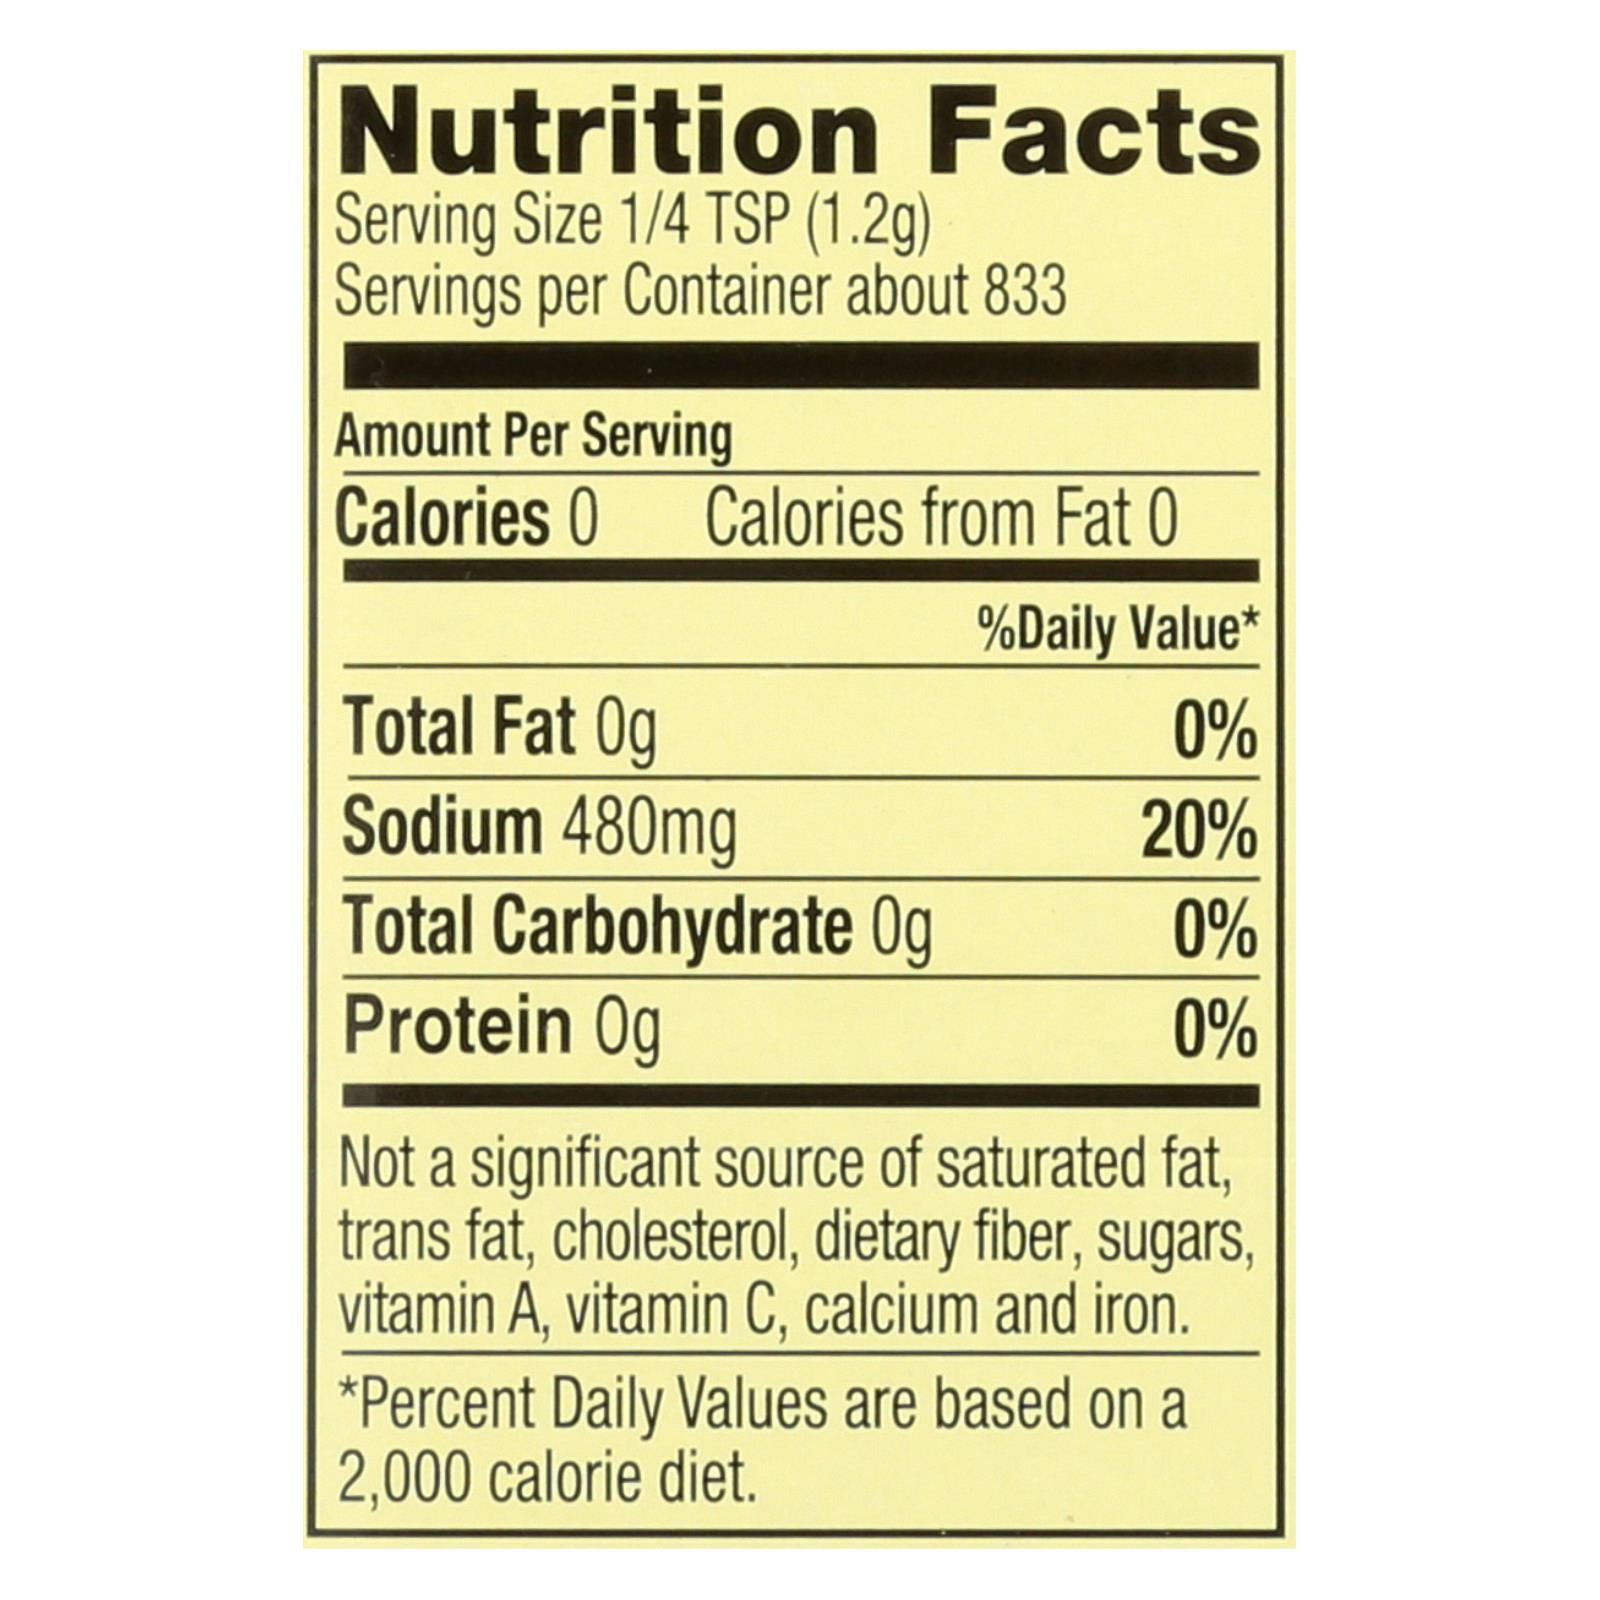 Nutrition Facts
Serving Size 1/4 TSP (1.2g)
Servings per Container about 833
Amount Per Serving
Calories 0 Calories from Fat 0
%Daily Value*
Total Fat 0g 0%
Sodium 480mg 20%
Total Carbohydrate 0g 0%
Protein 0g 0%
Not a significant source of saturated fat,
trans fat, cholesterol, dietary fiber, sugars,
vitamin A, vitamin C, calcium and iron.
*Percent Daily Values are based on a
2,000 calorie diet.